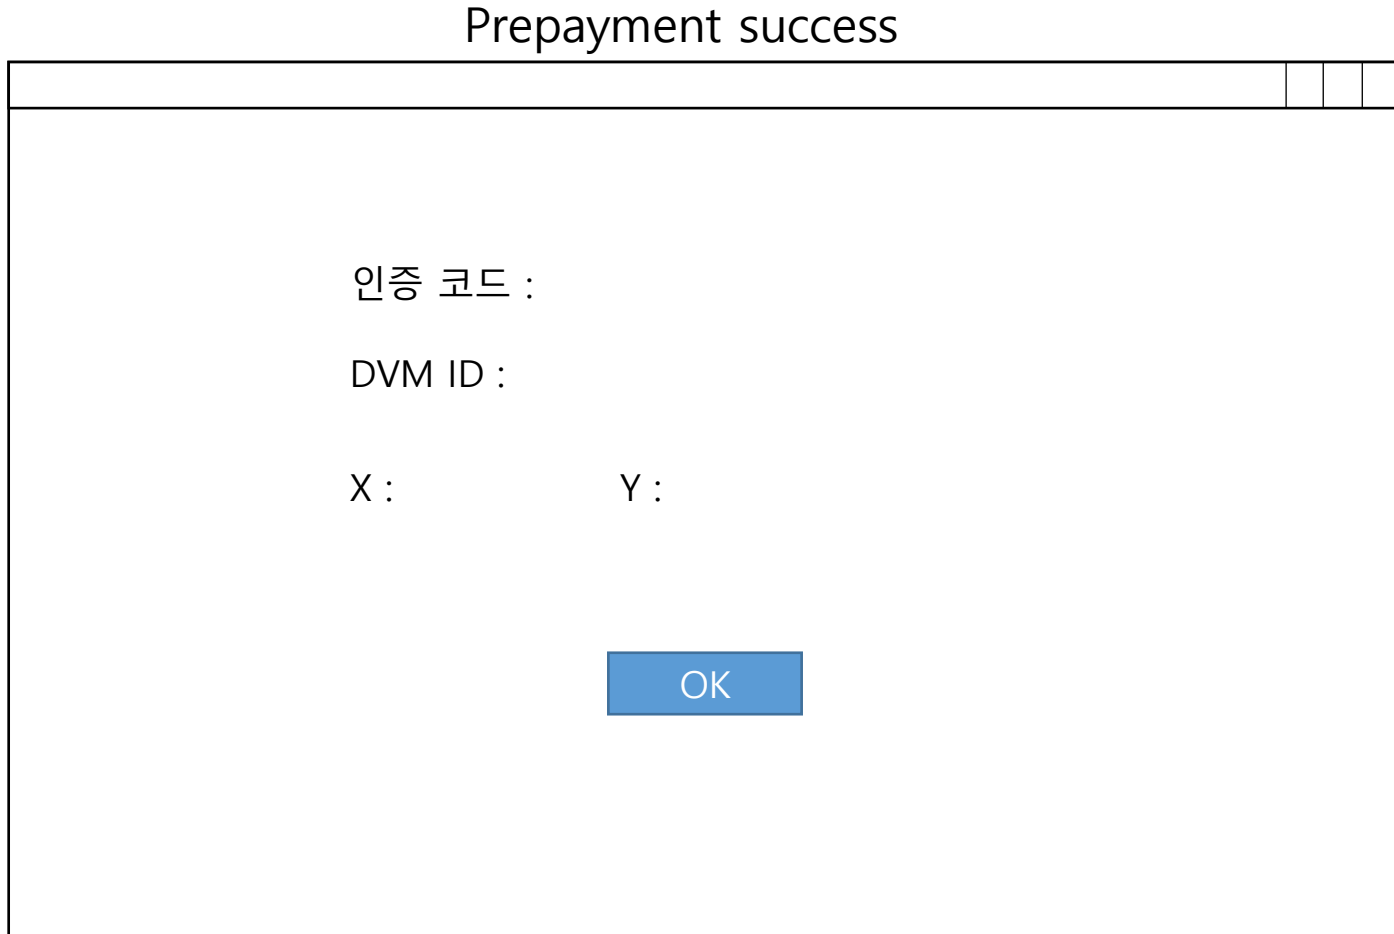 Prepayment success
인증 코드 :
DVM ID :
X : Y :
OK